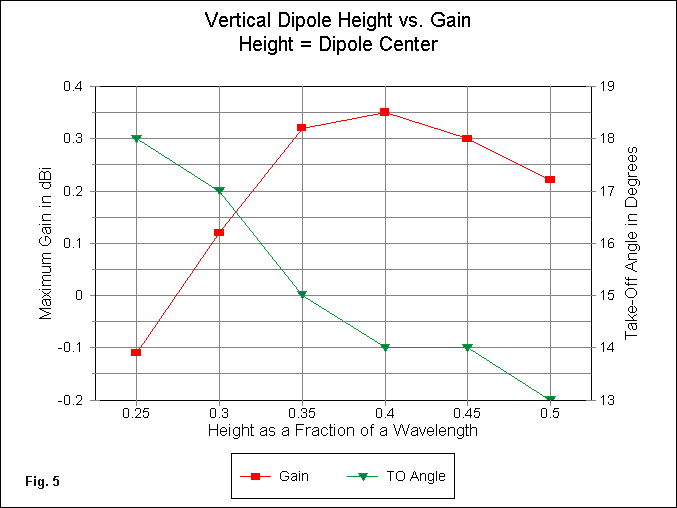 Vertical Dipole Height vs. Gain
Height = Dipole Center
0.4
0.3
0.2
0.1
0
-0.1
-0.2
Maximum Gain in dBi
19
18
17
16
15
14
13
Take-Off Angle in Degrees
0.25 0.3 0.35 0.4 0.45 0.5
Height as a Fraction of a Wavelength
Gain TO Angle
Fig. 5